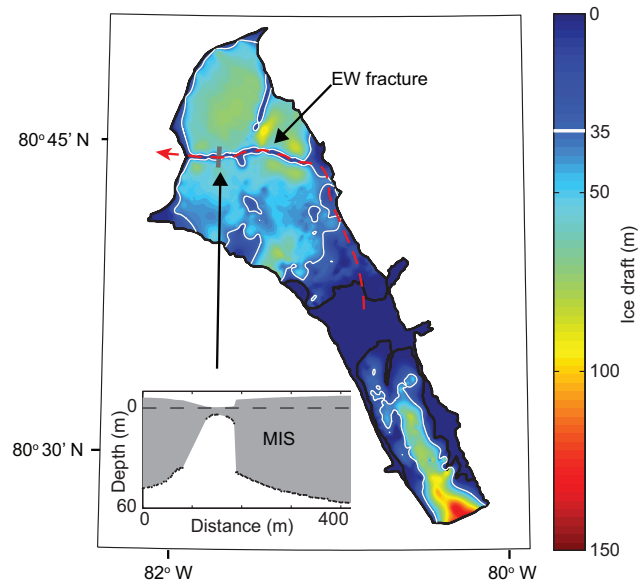 EW fracture
80° 45' N
80° 30' N
82° W
80° W
0
35
50
100
150
Ice draft (m)
0
60
Depth (m)
MIS
0
200
400
Distance (m)